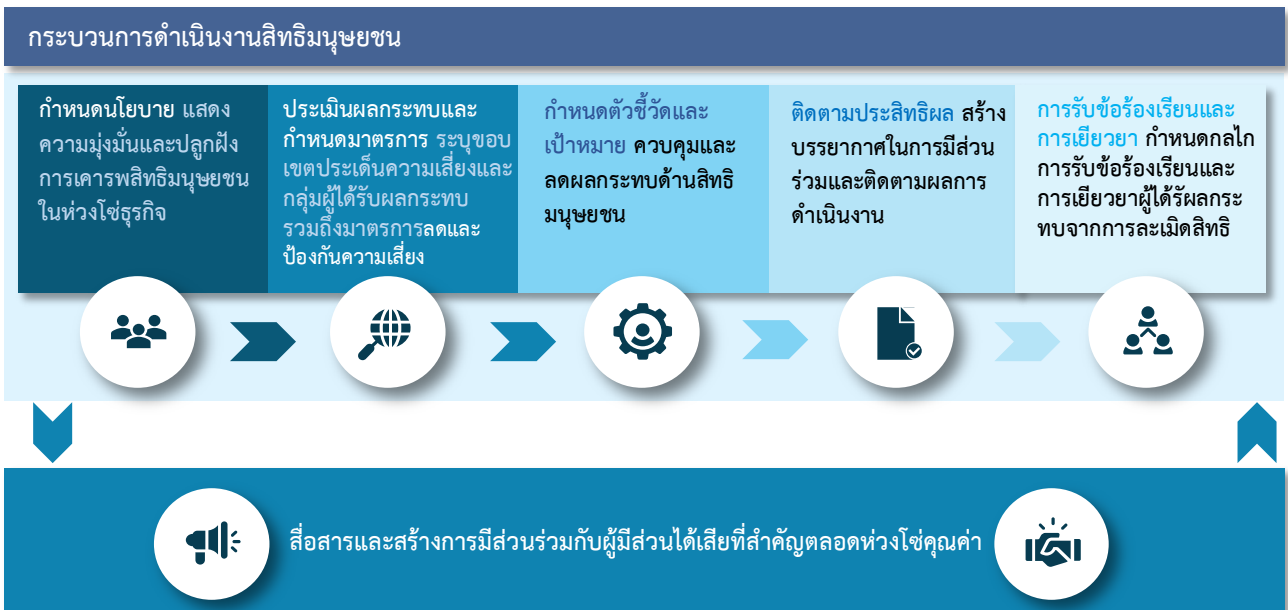 กระบวนการดำเนินงานสิทธิมนุษยชน
กำหนดนโยบาย แสดง
ความมุ่งมั่นและปลูกฝัง
การเคารพสิทธิมนุษยชน
ในห่วงโซ่ธุรกิจ
ประเมินผลกระทบและ
กำหนดมาตรการ ระบุขอบ
เขตประเด็นความเสี่ยงและ
กลุ่มผู้ได้รับผลกระทบ
รวมถึงมาตรการลดและ
ป้องกันความเสี่ยง
กำหนดตัวชี้วัดและ
เป้าหมาย ควบคุมและ
ลดผลกระทบด้านสิทธิ
มนุษยชน
ติดตามประสิทธิผล สร้าง
บรรยากาศในการมีส่วน
ร่วมและติดตามผลการ
ดำเนินงาน
การรับข้อร้องเรียนและ
การเยียวยา กำหนดกลไก
การรับข้อร้องเรียนและ
การเยียวยาผู้ได้รัผลกระ
ทบจากการละเมิดสิทธิ
สื่อสารและสร้างการมีส่วนร่วมกับผู้มีส่วนได้เสียที่สำคัญตลอดห่วงโซ่คุณค่า